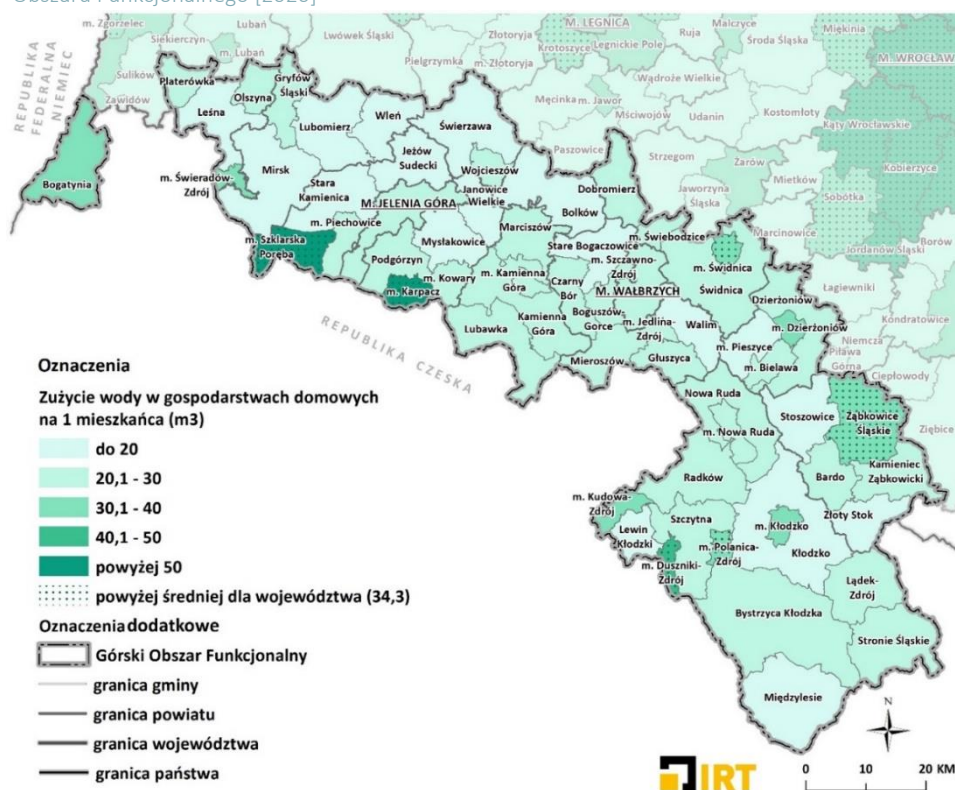 Obszaru Funkcjonalnego [2020]
m. Zgorzelec
Siekierczyn
Lubań
m. Lubań
Lwówek Śląski
Złotoryja
Pielgrzymka
m. Złotoryja
M. LEGNICA
Krotoszyce
Legnickie Pole
Ruja
Malczyce
Środa Śląska
Miękinia
M. WROCŁAW
REPUBLIKA
FEDERALNA
NIEMIEC
Sulików
Zawidów
Platerówka
Leśna
Olszyna
Gryfów
Śląski
Lubomierz
Wleń
Świerzawa
Męcinka
m. Jawor
Mściwojów
Wądroże Wielkie
Udanin
Kostomłoty
Kąty Wrocławskie
Kobierzyce
Paszowice
Strzegom
Żarów
Mietków
Sobótka
Jaworzyna
Śląska
Marcinowice
Jordanów Śląski
Borów
Bogatynia
m. Świeradów-
Zdrój
Mirsk
Stara
Kamienica
Jeżów
Sudecki
Wojcieszów
Janowice
Wielkie
M. JELENIA GÓRA
m. Piechowice
m. Szklarska
Poręba
Podgórzyn
Mysłakowice
m. Karpacz
m. Kowary
Marciszów
Bolków
Dobromierz
m. Świebodzice
Stare Bogaczowice
m. Szczawno-
Zdrój
m. Kamienna
Góra
Czarny
Bór
M. WAŁBRZYCH
m. Świdnica
Świdnica
Dzierżoniów
m. Dzierżoniów
Łagiewniki
Kondratowice
Niemcza
Piława
Górna
Ciepłowody
Ziębice
Lubawka
Kamienna
Góra
Boguszów-
Gorce
m. Jedlina-
Zdrój
Walim
m. Pieszyce
m. Bielawa
Mieroszów
Głuszyca
REPUBLIKA CZESKA
Nowa Ruda
m. Nowa Ruda
Stoszowice
Ząbkowice
Śląskie
Kamieniec
Ząbkowicki
Bardo
Radków
m. Kudowa-
Zdrój
Szczytna
Lewin
Kłodzki
m. Duszniki-
Zdrój
m. Polanica-
Zdrój
m. Kłodzko
Kłodzko
Złoty Stok
Lądek-
Zdrój
Bystrzyca Kłodzka
Stronie Śląskie
Międzylesie
Oznaczenia
Zużycie wody w gospodarstwach domowych
na 1 mieszkańca (m3)
do 20
20,1 - 30
30,1 - 40
40,1 - 50
powyżej 50
powyżej średniej dla województwa (34,3)
Oznaczenia dodatkowe
Górski Obszar Funkcjonalny
granica gminy
granica powiatu
granica województwa
granica państwa
N
IRT
0 10 20 KM